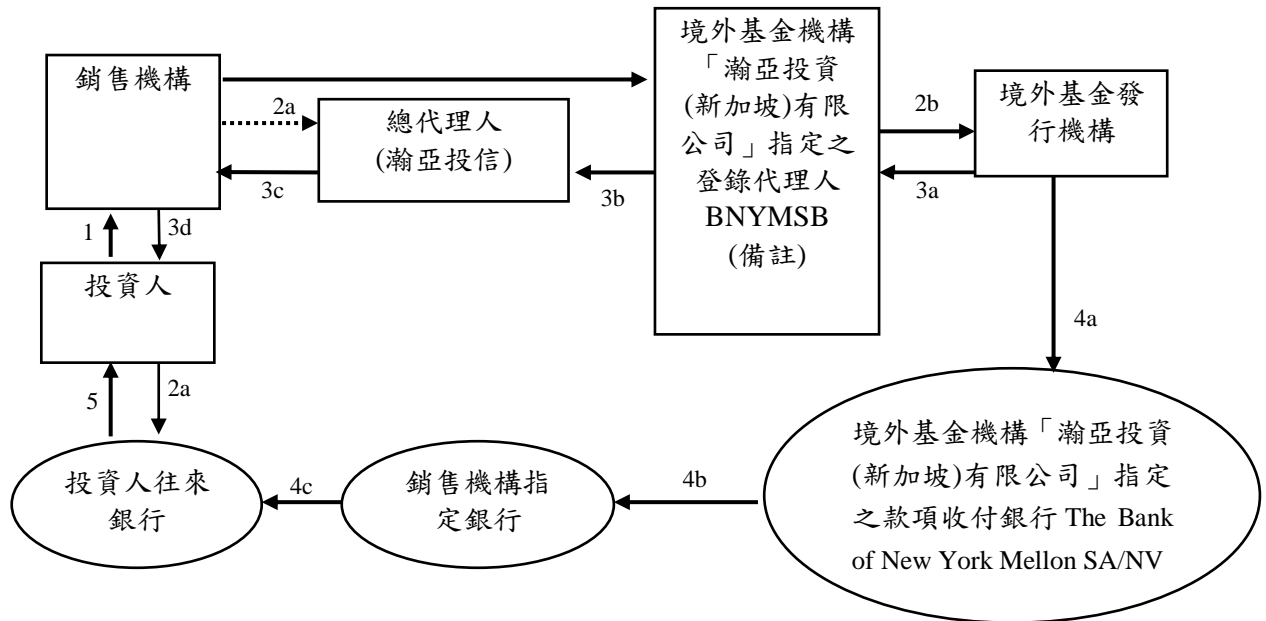 銷售機構
2a
總代理人
(瀚亞投信)
3c
3b
境外基金機構
「瀚亞投資
(新加坡)有限
公司」指定之
登錄代理人
BNYMSB
(備註)
2b
3a
境外基金發
行機構
1
3d
投資人
4a
5
2a
投資人往來
銀行
4c
銷售機構指
定銀行
4b
境外基金機構「瀚亞投資
(新加坡)有限公司」指定
之款項收付銀行 The Bank
of New York Mellon SA/NV